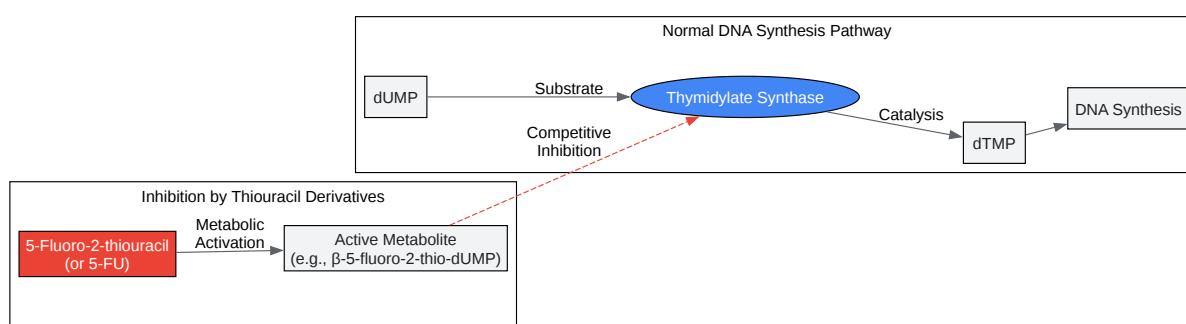 Normal DNA Synthesis Pathway
dUMP
Substrate
Thymidylate Synthase
Catalysis
dTMP
DNA Synthesis
Competitive
Inhibition
Inhibition by Thiouracil Derivatives
5-Fluoro-2-thiouracil
(or 5-FU)
Metabolic
Activation
Active Metabolite
(e.g., β-5-fluoro-2-thio-dUMP)